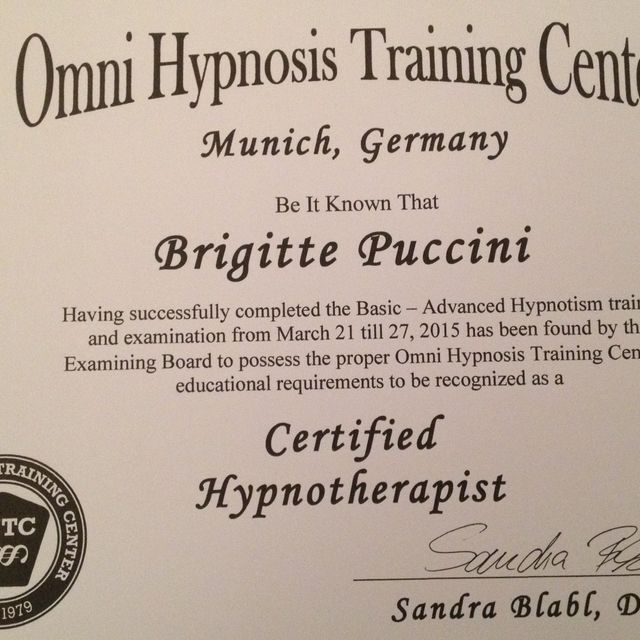 Omni Hypnosis Training Cente
Munich, Germany
Be It Known That
Brigitte Puccini
Having successfully completed the Basic – Advanced Hypnotism train
and examination from March 21 till 27, 2015 has been found by th
Examining Board to possess the proper Omni Hypnosis Training Cen
educational requirements to be recognized as a
Certified
Hypnotherapist
TRAINING CENTER
TC
1979
Sandra
Sandra Blabl, D